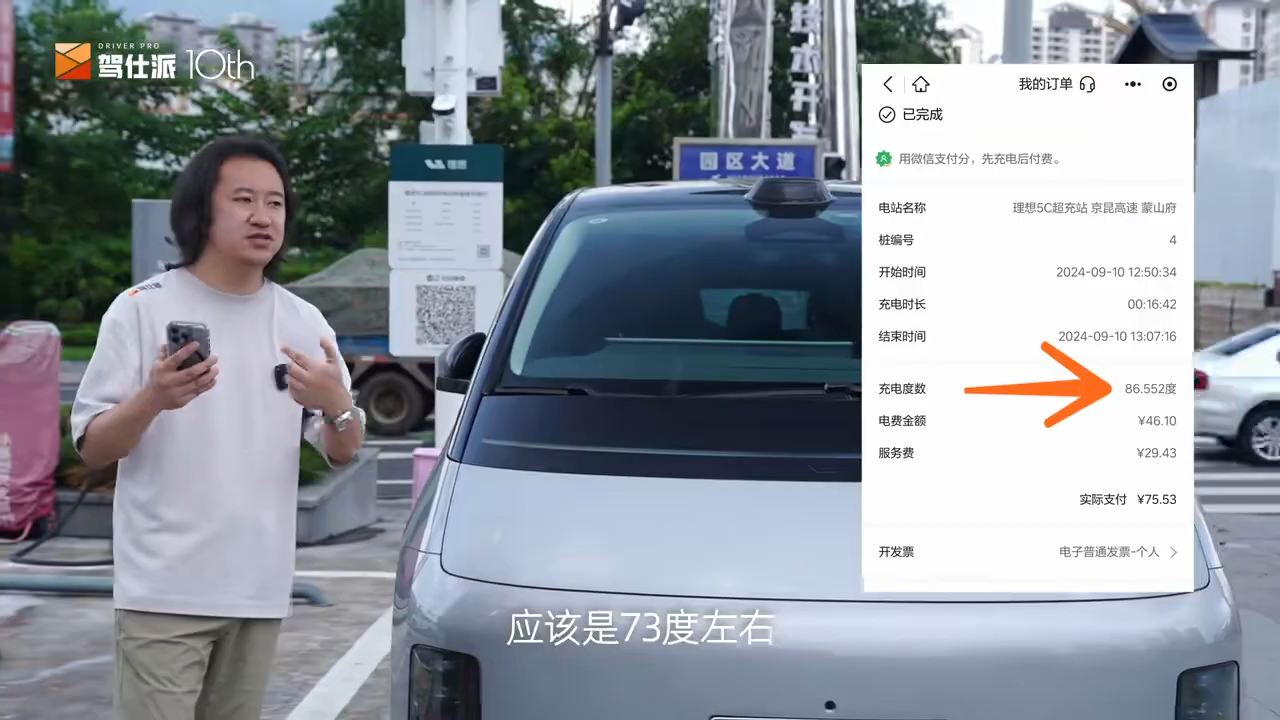 DRIVER PRO
驾仕派 10th
理想
园区大道
我的订单
已完成
用微信支付分，先充电后付费。
电站名称 理想5C超充站 京昆高速 蒙山府
桩编号 4
开始时间 2024-09-10 12:50:34
充电时长 00:16:42
结束时间 2024-09-10 13:07:16
充电度数 86.552度
电费金额 ¥46.10
服务费 ¥29.43
实际支付 ¥75.53
开发票 电子普通发票-个人
应该是73度左右